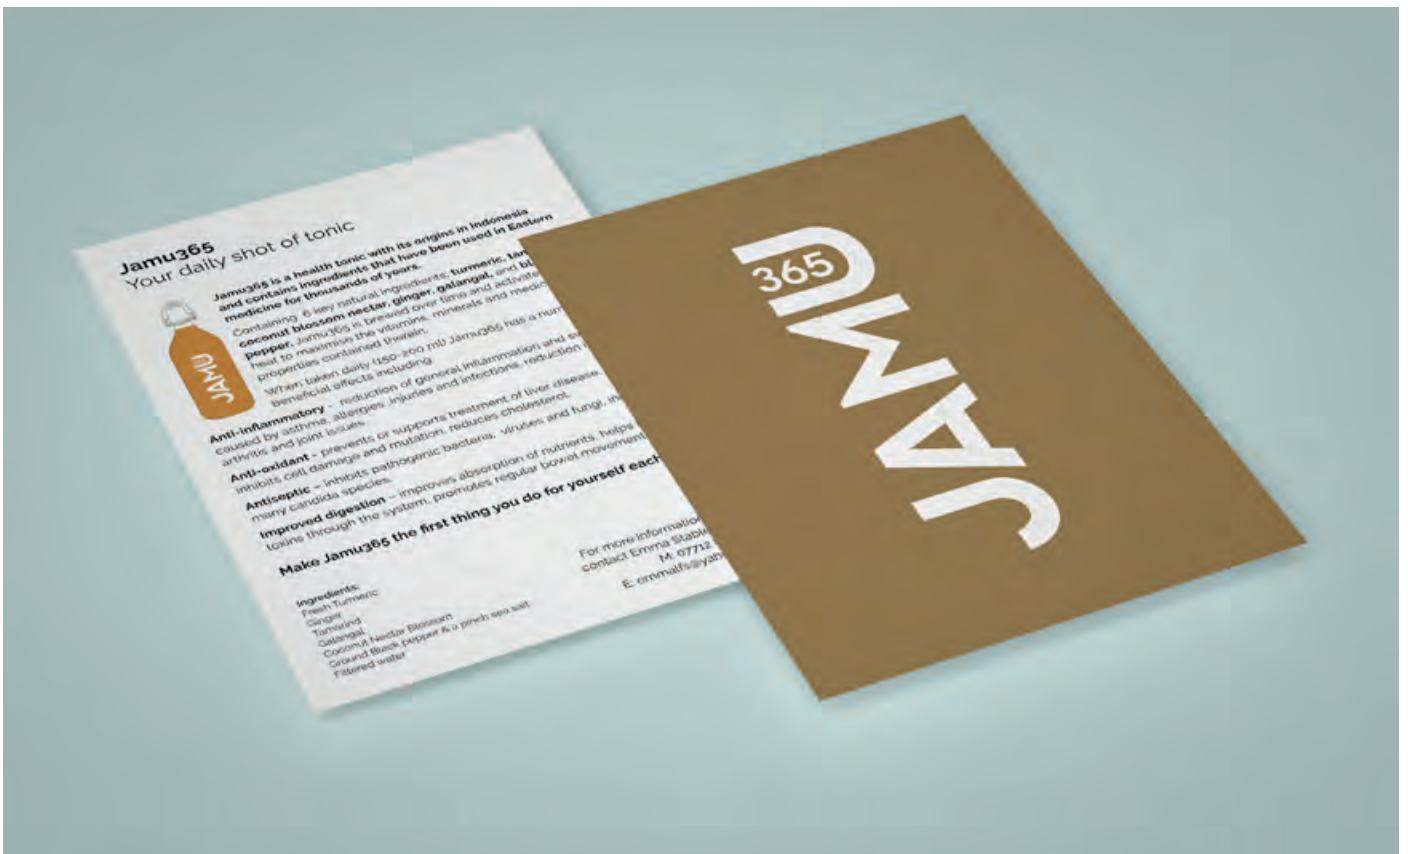 Jamu365
Your daily shot of tonic
Jamu365 is a health tonic with its origins in Indonesia
and contains ingredients that have been used in Eastern
medicine for thousands of years.
Containing 6 key natural ingredients, turmeric,
coconut blossom nectar, ginger, galangal, and
pepper, Jamu365 is brewed over time and
heat to maximise the vitamins, minerals and
properties contained therein.
When taken daily (150-200 ml) Jamu365 has a
beneficial effects including:
Anti-inflammatory - reduction of general inflammation and
caused by asthma, allergies, injuries and infections, reduction
arthritis and joint issues.
Anti-oxidant - prevents or supports treatment of liver disease
inhibits cell damage and mutation, reduces cholesterol.
Antiseptic – inhibits pathogenic bacteria, viruses and fungi,
many candida species.
Improved digestion – improves absorption of nutrients, helps
toxins through the system, promotes regular bowel
Make Jamu365 the first thing you do for yourself each
Ingredients:
Fresh Turmeric
Ginger
Tamarind
Galangal
Coconut Nectar Blossom
Ground Black pepper & a pinch sea salt
Filtered water
For more information
contact Emma
M: 07712
E:
JAMU
JAMU
365